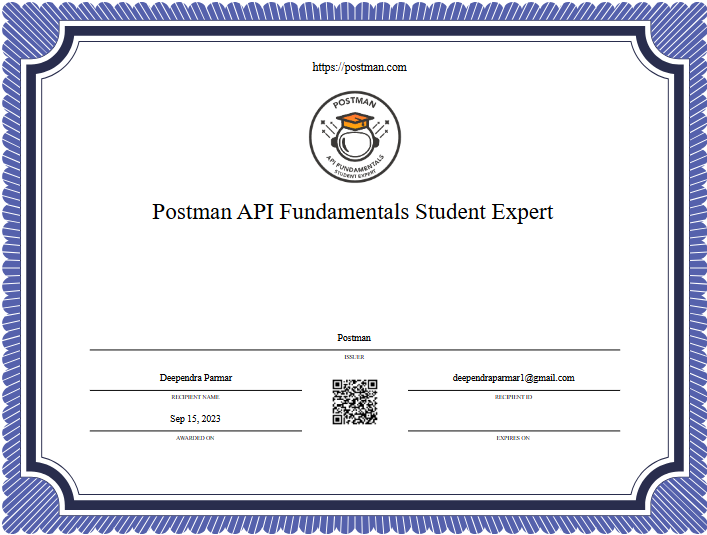 https://postman.com
POSTMAN
API FUNDAMENTALS
STUDENT EXPERT
Postman API Fundamentals Student Expert
Postman
ISSUER
Deependra Parmar
deependraparmar1@gmail.com
RECIPIENT NAME
RECIPIENT ID
Sep 15, 2023
AWARDED ON
EXPIRES ON